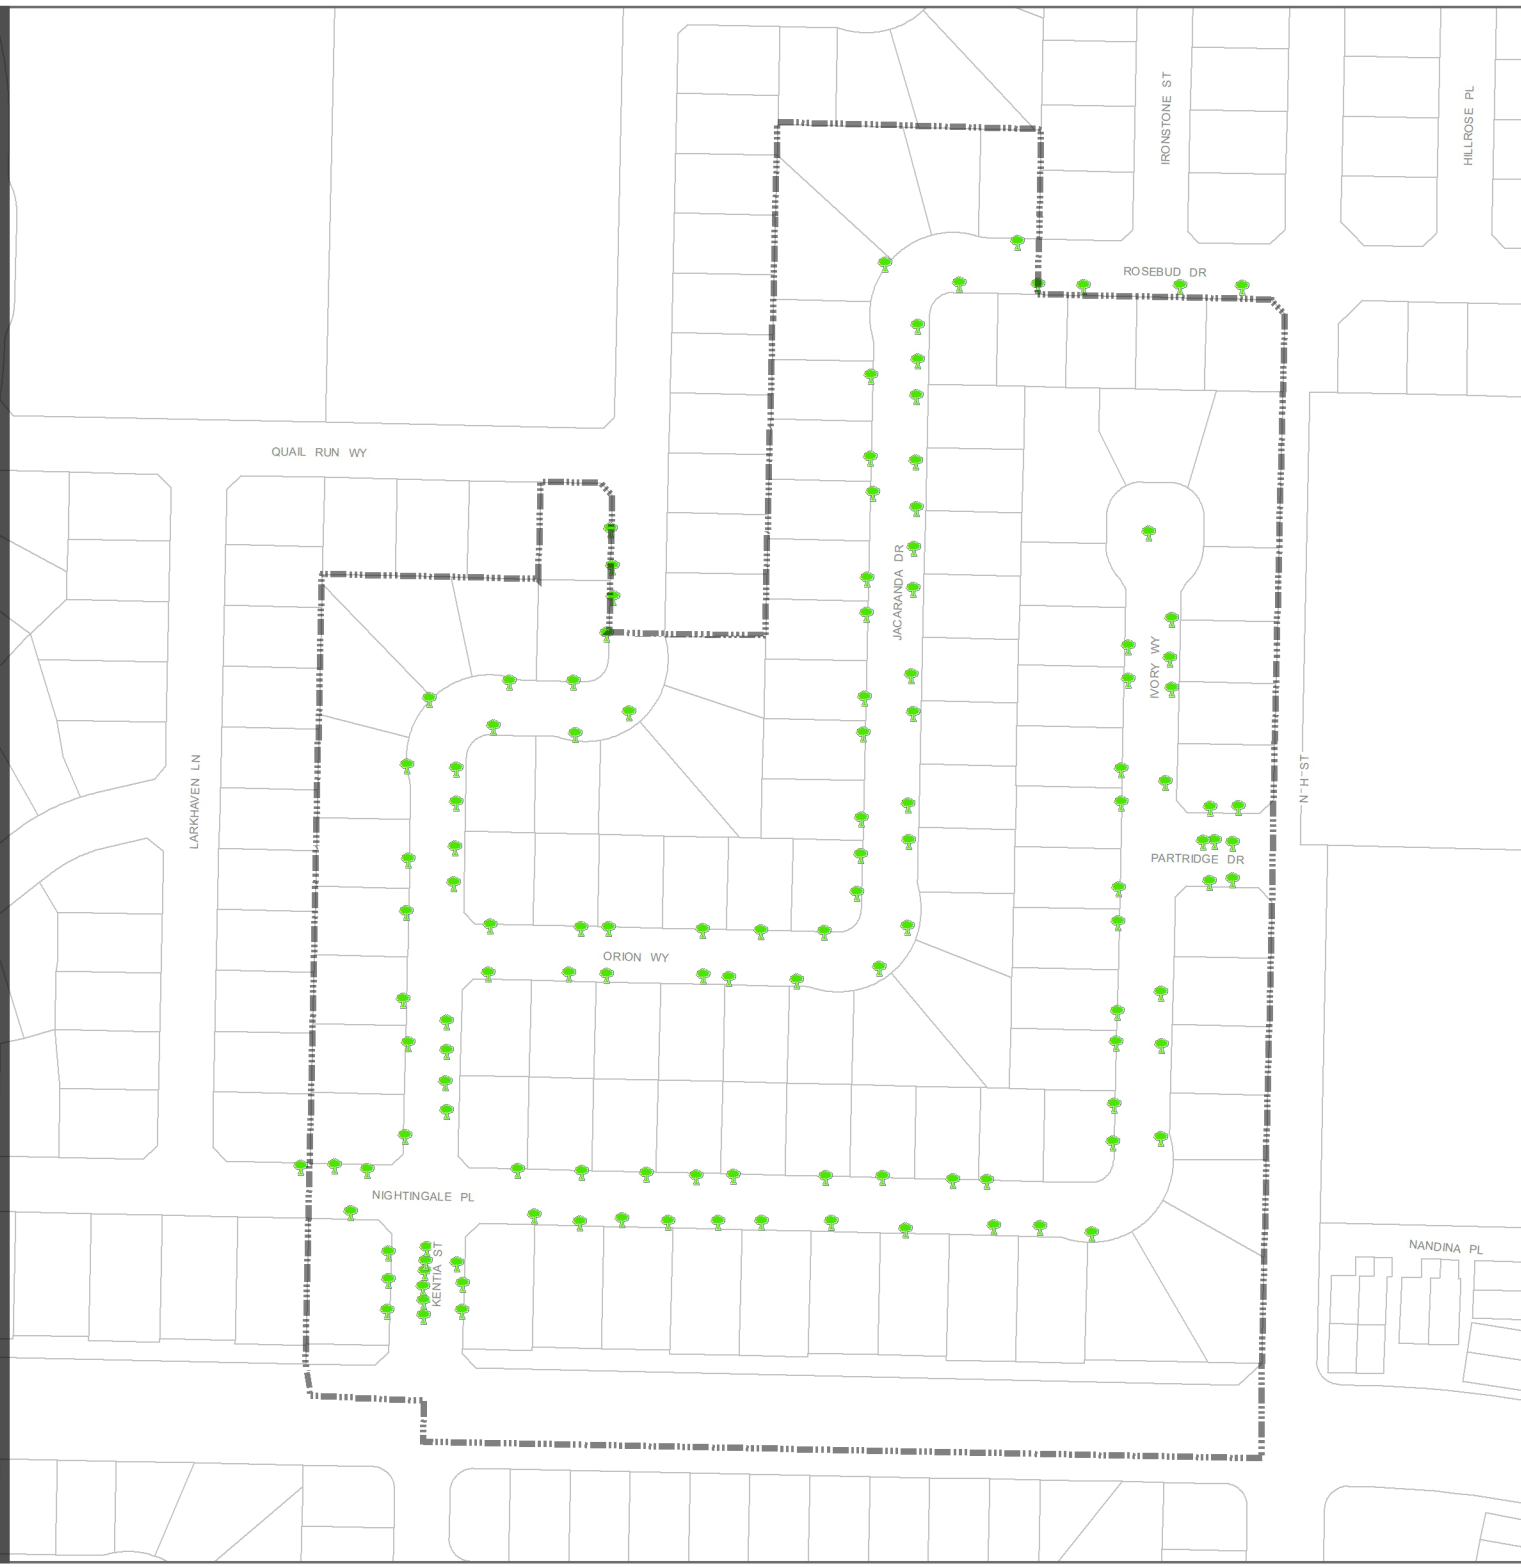 IRONSTONE ST
HILLROSE PL
ROSEBUD DR
QUAIL RUN WY
JACARANDA DR
IVORY WY
LARKHAVEN LN
N H ST
PARTRIDGE DR
ORION WY
NIGHTINGALE PL
KENTIA ST
NANDINA PL